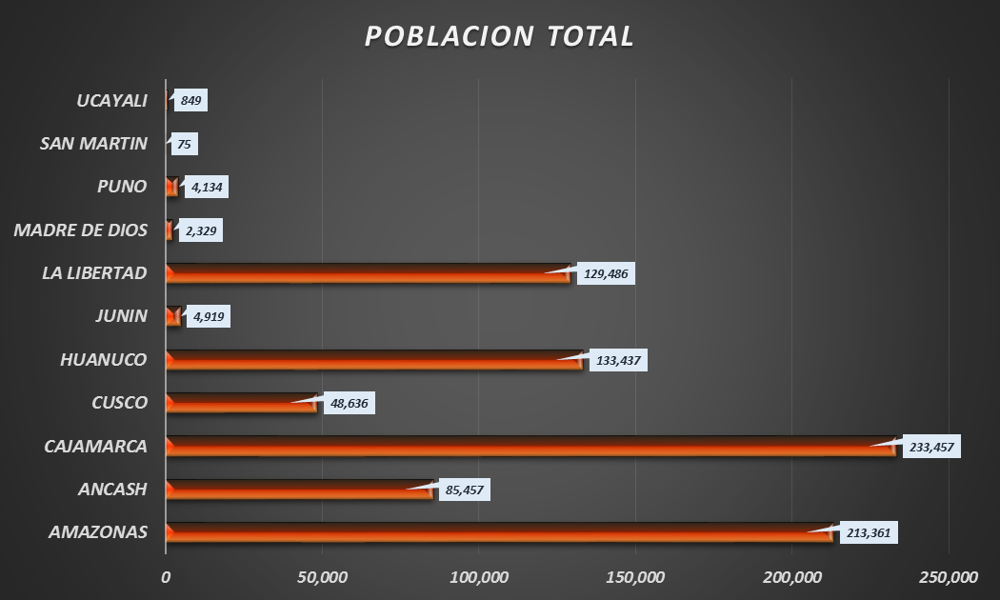 POBLACION TOTAL
UCAYALI 849
SAN MARTIN 75
PUNO 4,134
MADRE DE DIOS 2,329
LA LIBERTAD 129,486
JUNIN 4,919
HUANUCO 133,437
CUSCO 48,636
CAJAMARCA 233,457
ANCASH 85,457
AMAZONAS 213,361
0 50,000 100,000 150,000 200,000 250,000